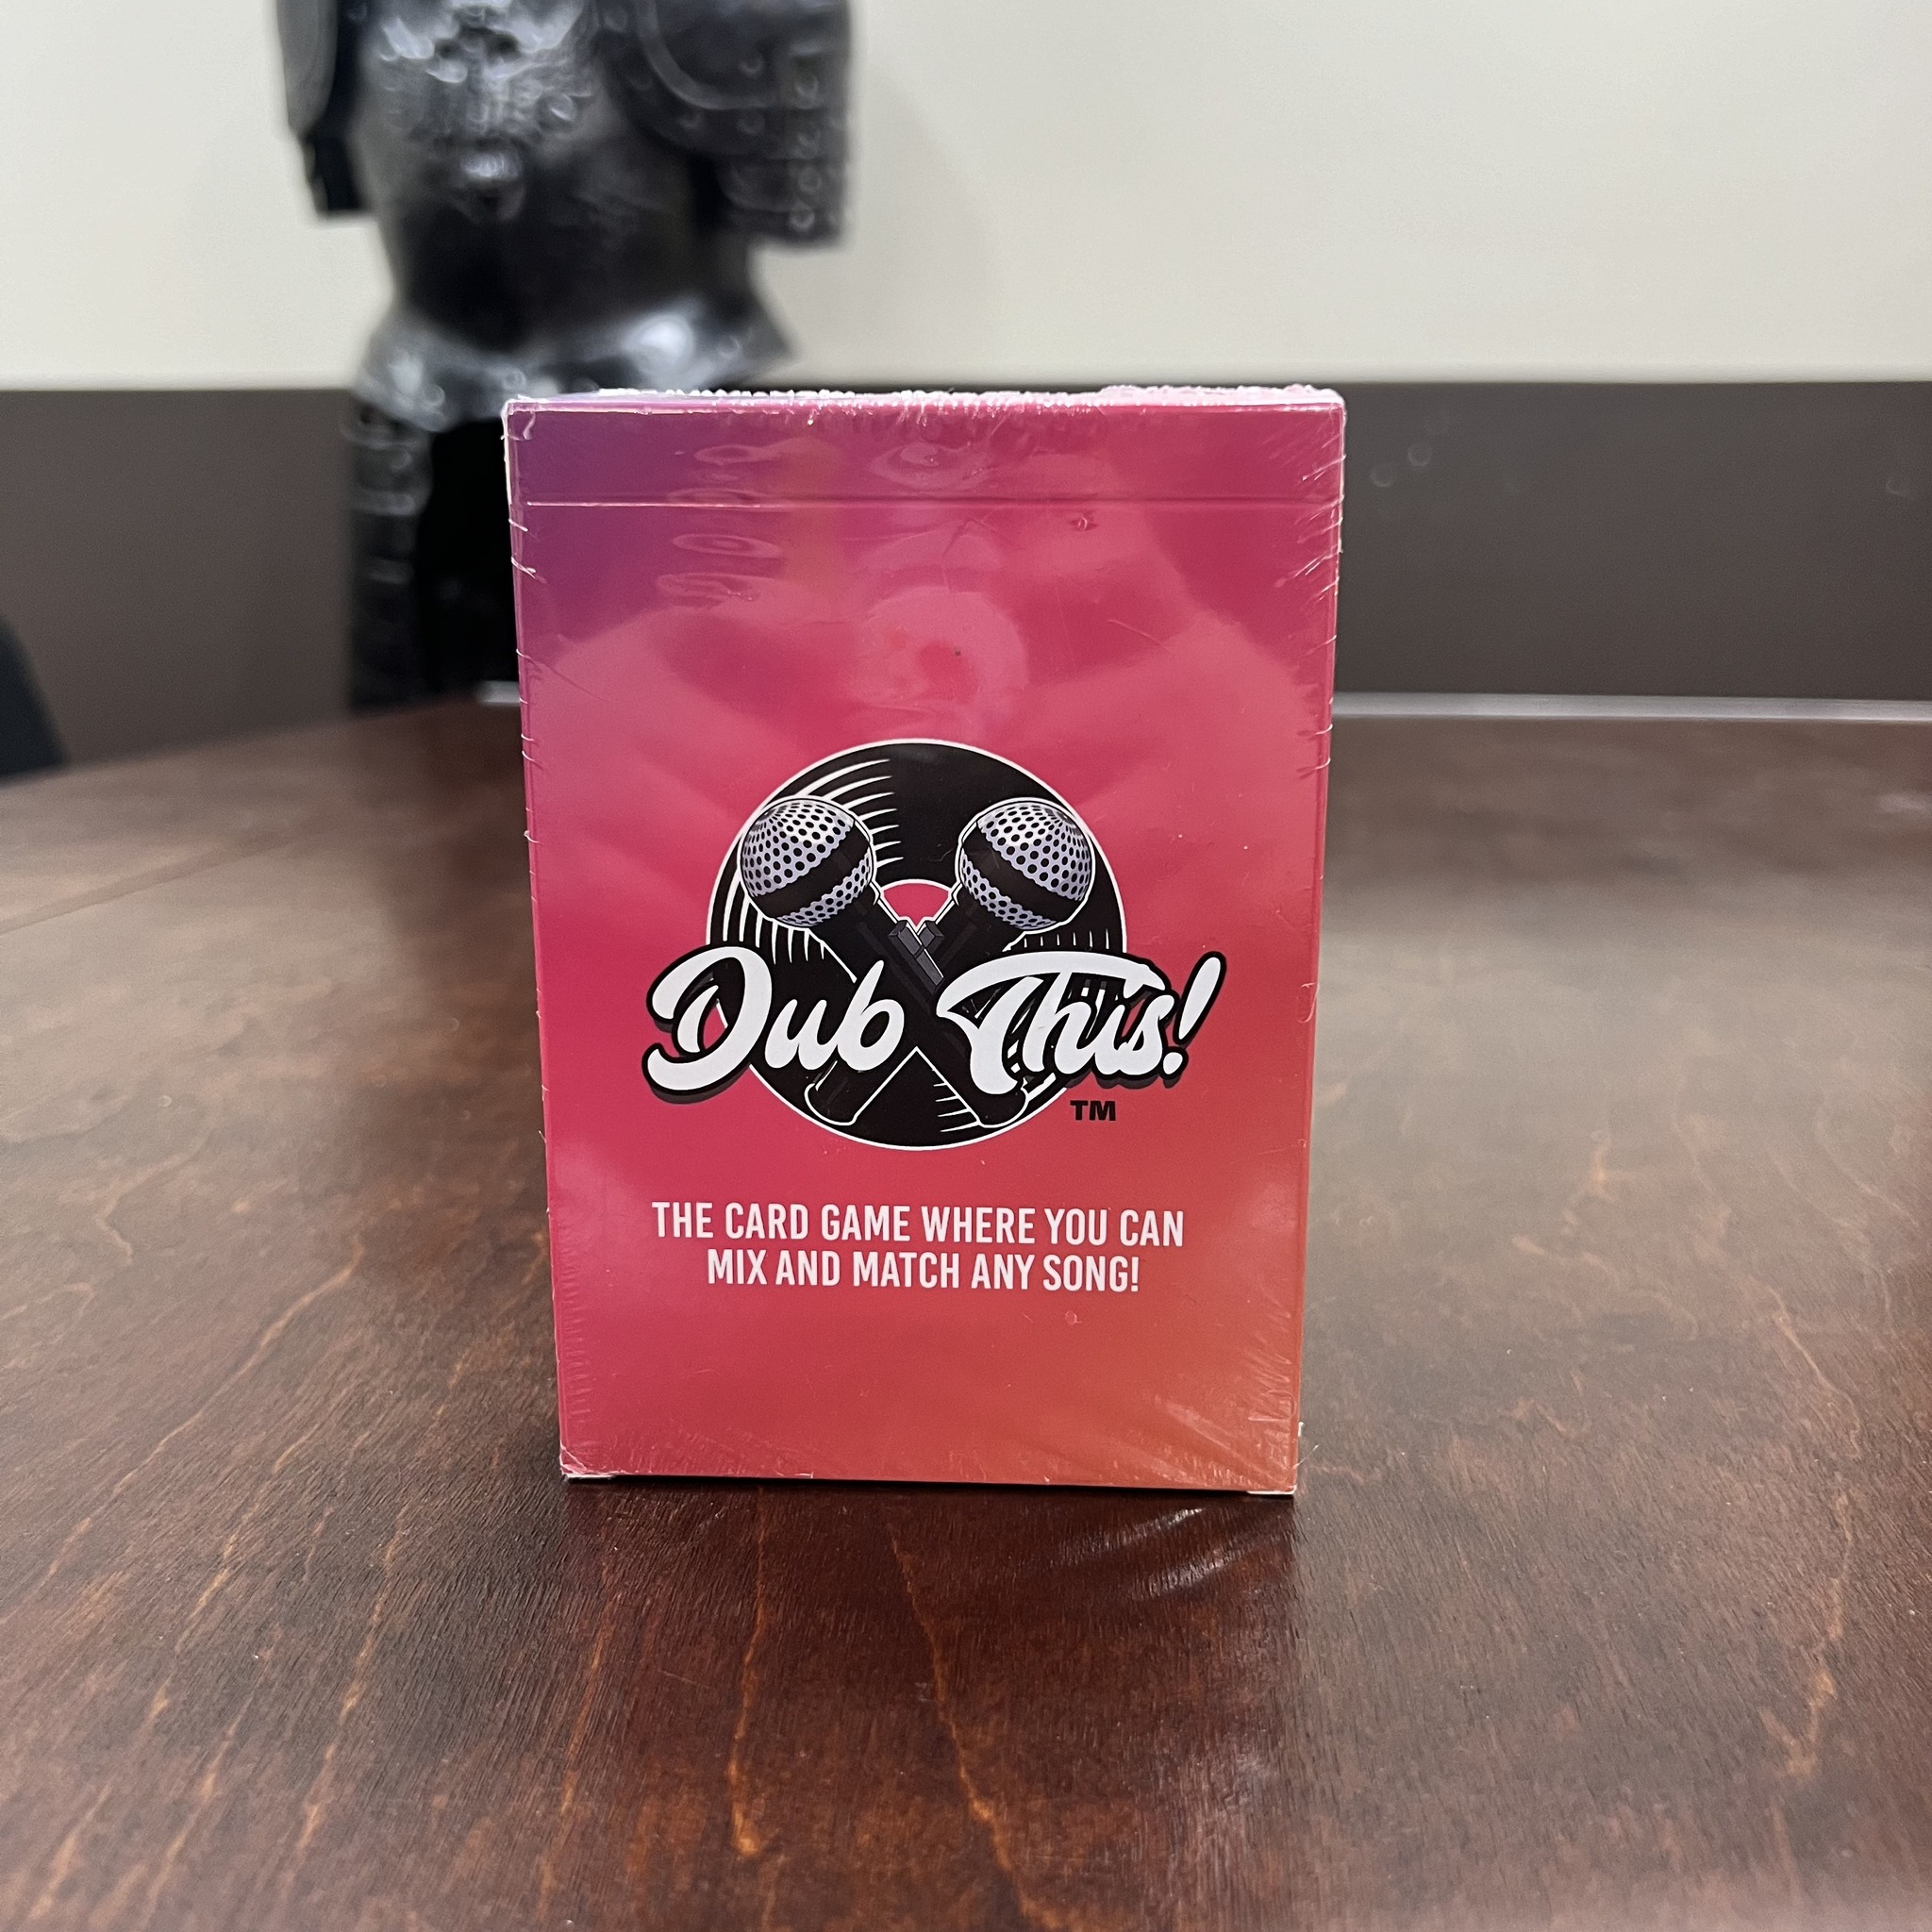 Dub This!
TM
THE CARD GAME WHERE YOU CAN
MIX AND MATCH ANY SONG!